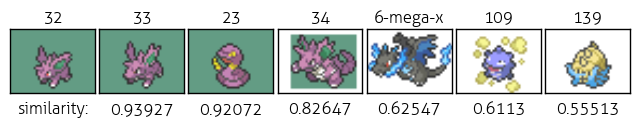 32 33 23 34 6-mega-x 109 139
similarity: 0.93927 0.92072 0.82647 0.62547 0.6113 0.55513